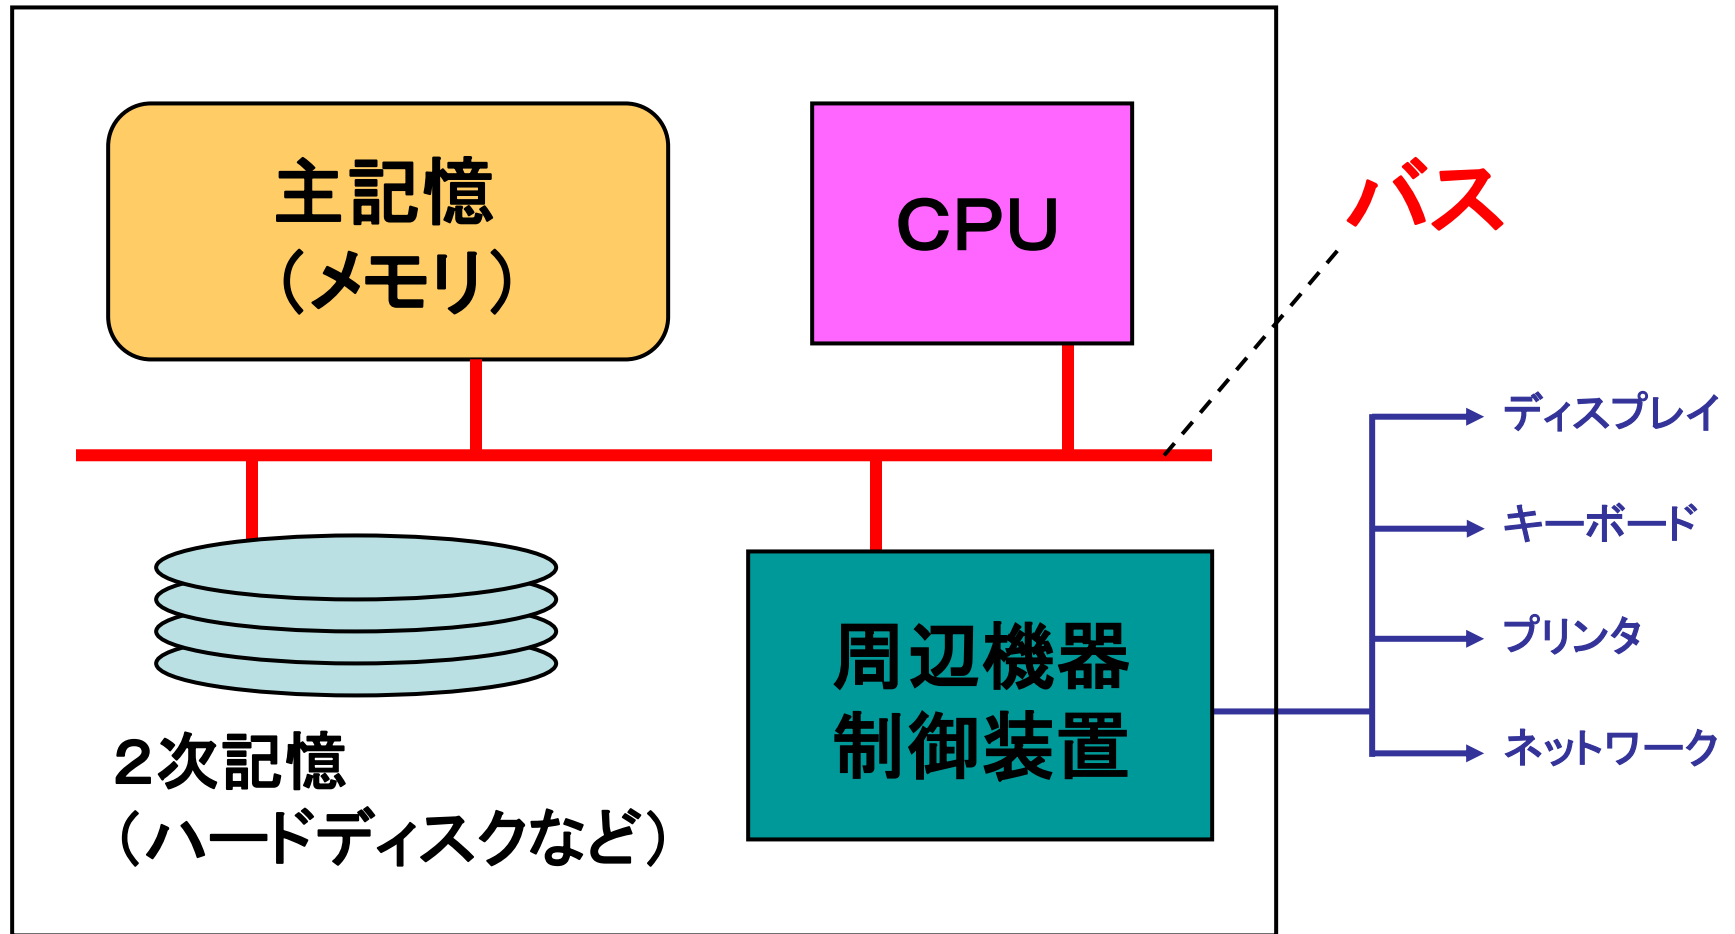 主記憶
（メモリ）
ＣＰＵ
バス
２次記憶
（ハードディスクなど）
周辺機器
制御装置
ディスプレイ
キーボード
プリンタ
ネットワーク